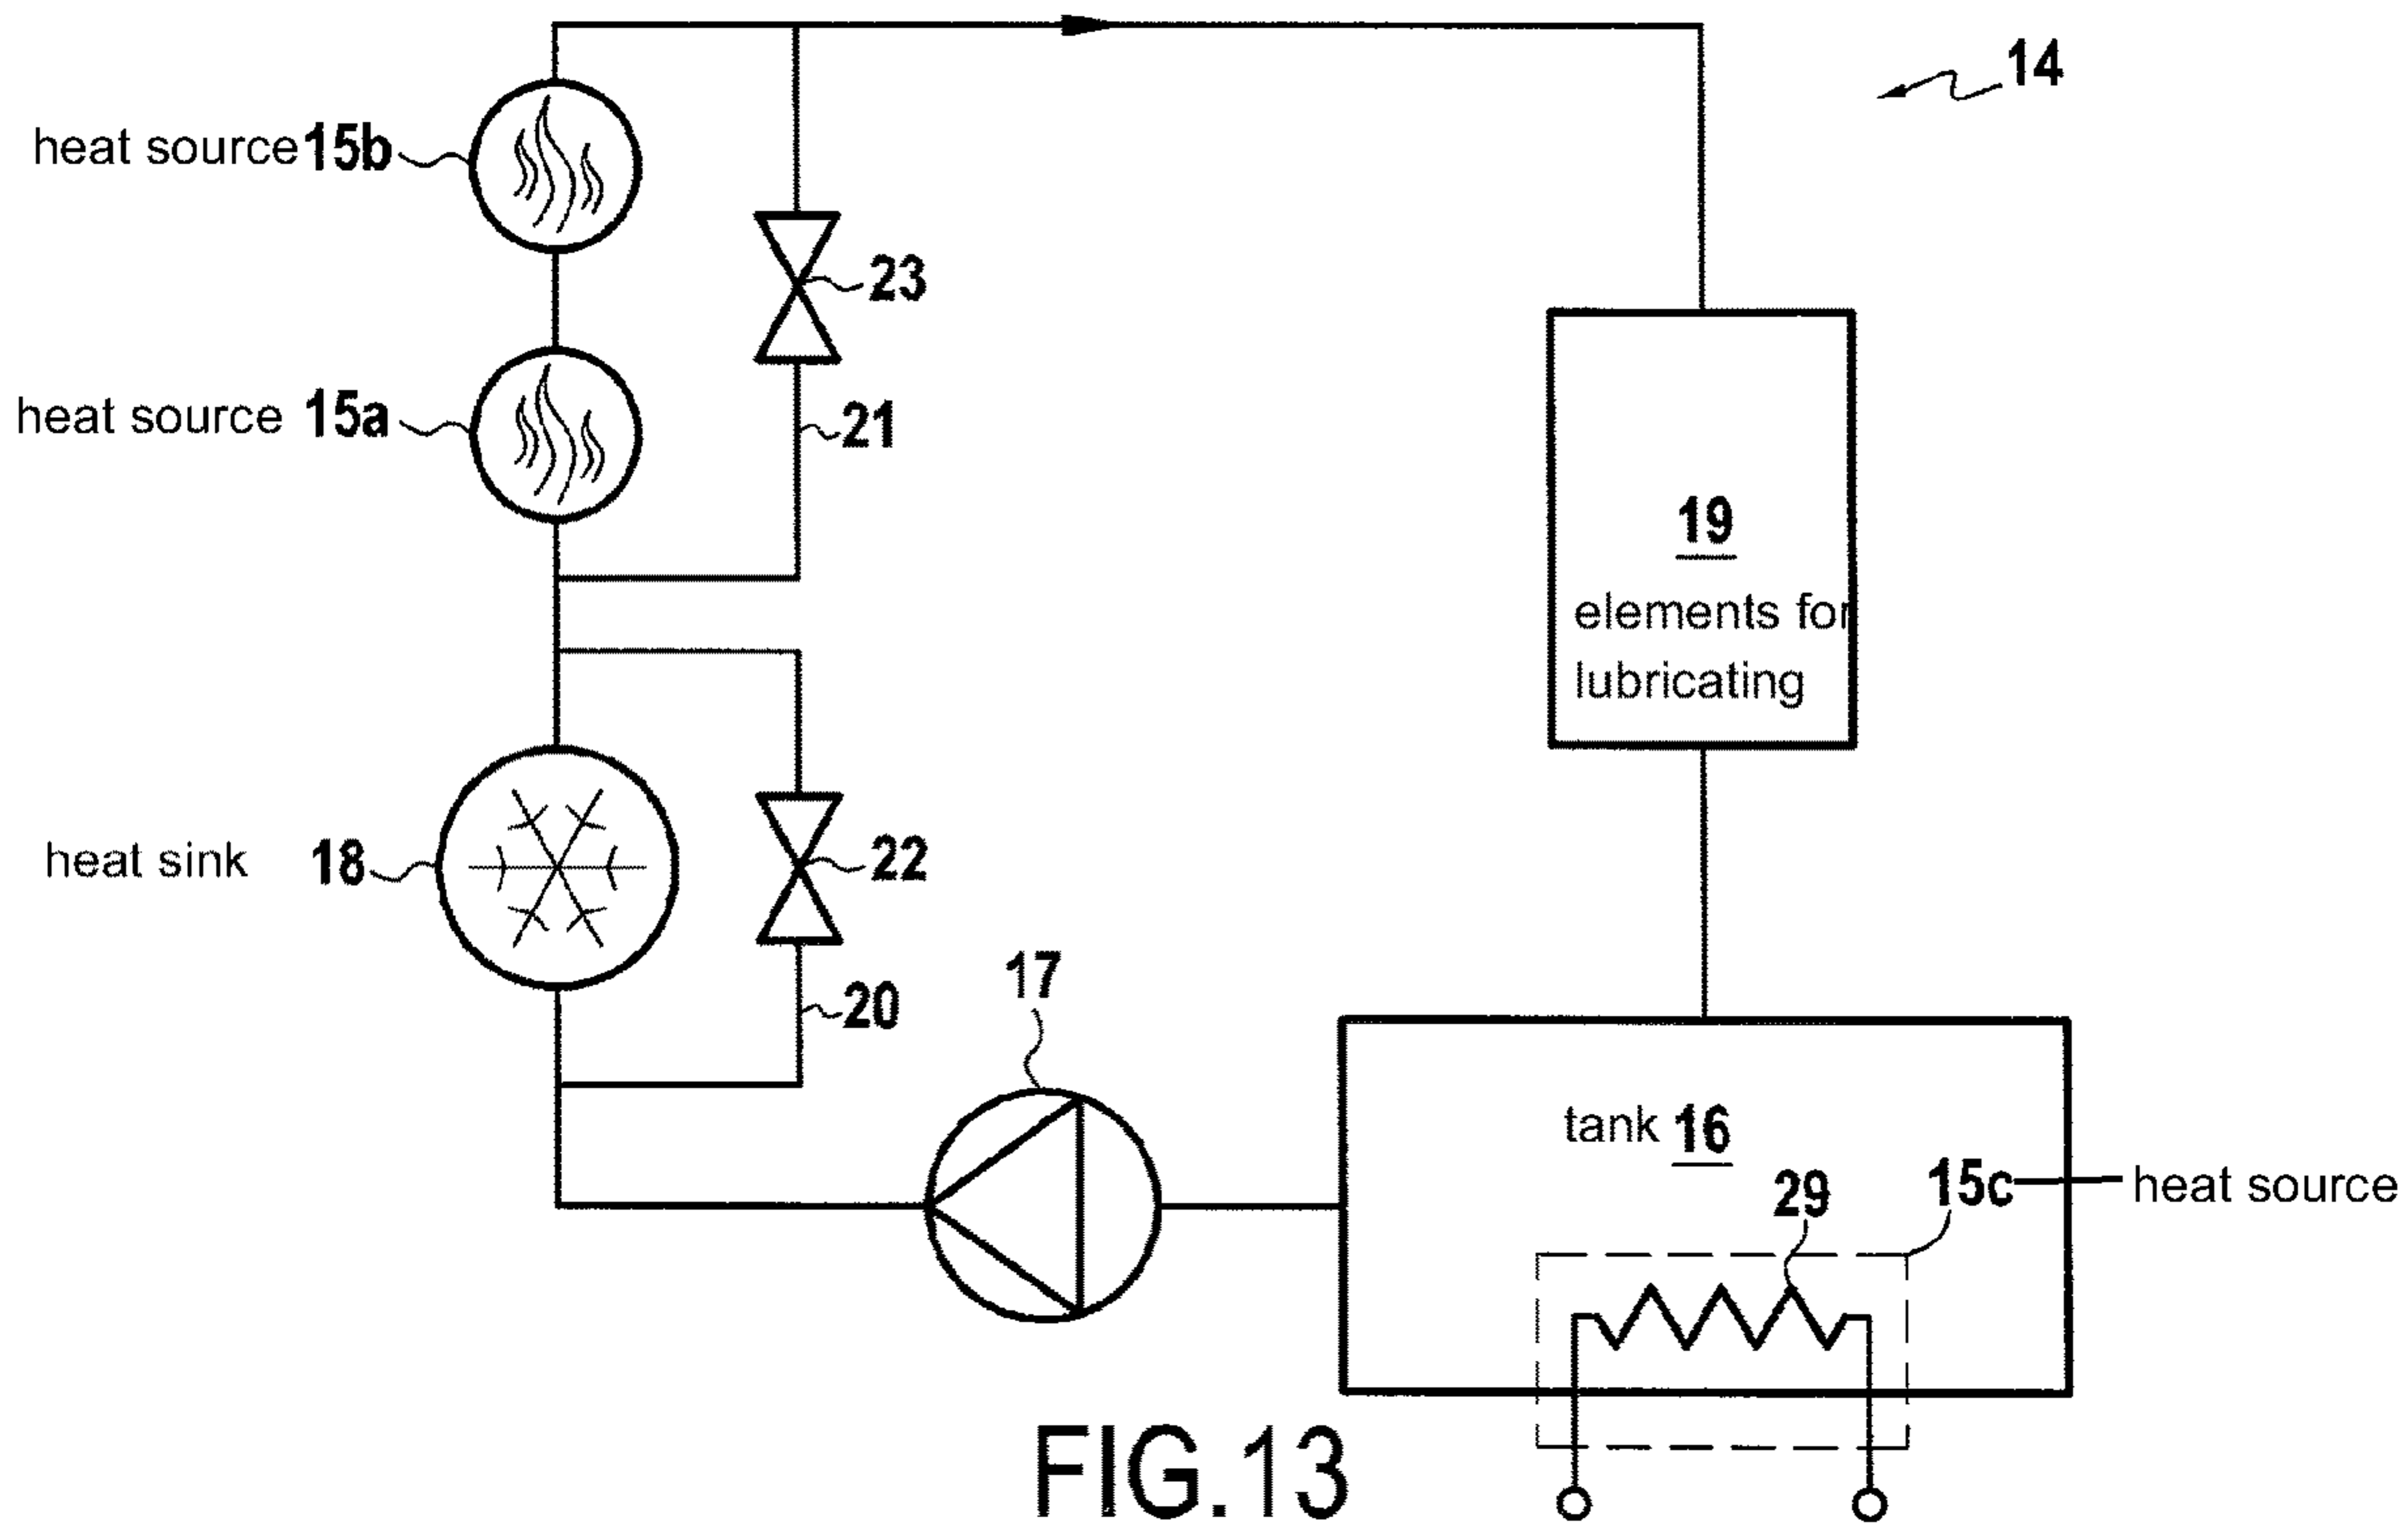 14
heat source 15b
23
heat source 15a
21
19
elements for
lubricating
heat sink 18
22
20
17
tank 16
15c heat source
29
FIG.13